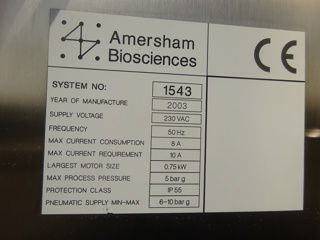 Amersham
Biosciences
CE
SYSTEM NO: 1543
YEAR OF MANUFACTURE 2003
SUPPLY VOLTAGE 230 VAC
FREQUENCY 50 Hz
MAX CURRENT CONSUMPTION 8 A
MAX CURRENT REQUIREMENT 10 A
LARGEST MOTOR SIZE 0.75 kW
MAX PROCESS PRESSURE 5 bar g
PROTECTION CLASS IP 55
PNEUMATIC SUPPLY MIN-MAX 6-10 bar g